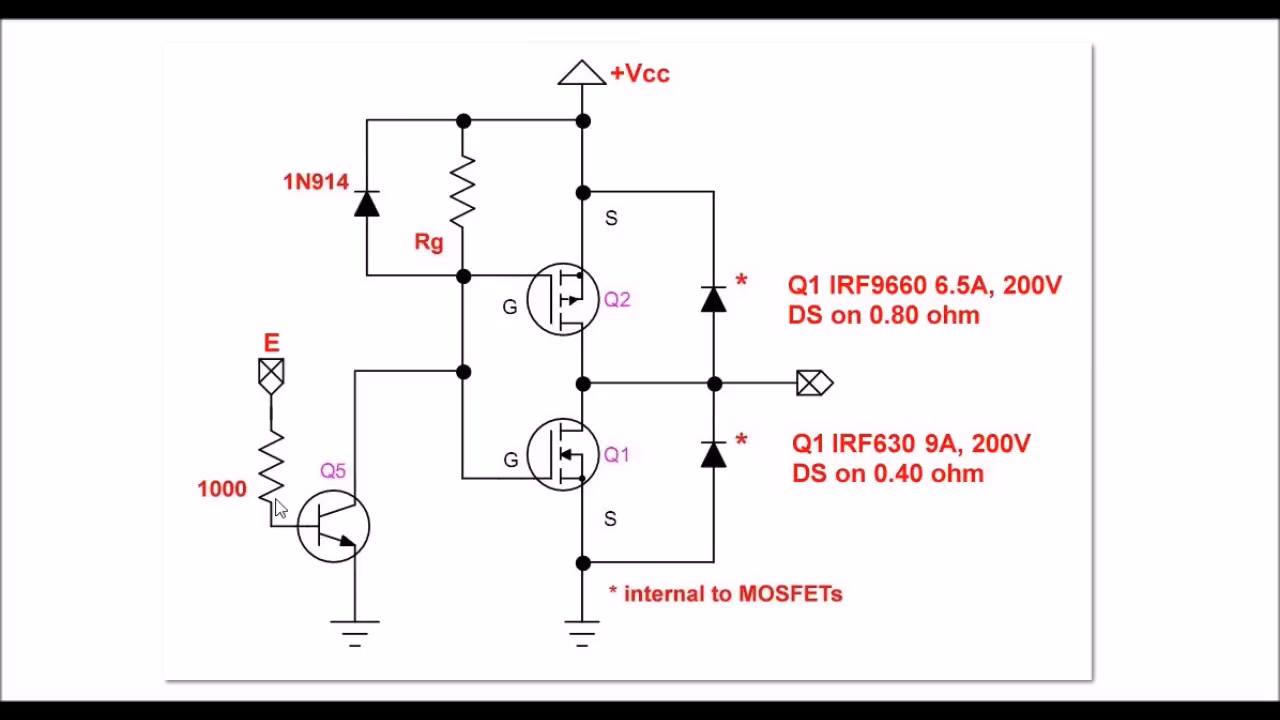 +Vcc
1N914
S
Rg
* Q1 IRF9660 6.5A, 200V
DS on 0.80 ohm
G
Q2
E
* Q1 IRF630 9A, 200V
DS on 0.40 ohm
G
Q1
Q5
1000
S
* internal to MOSFETs